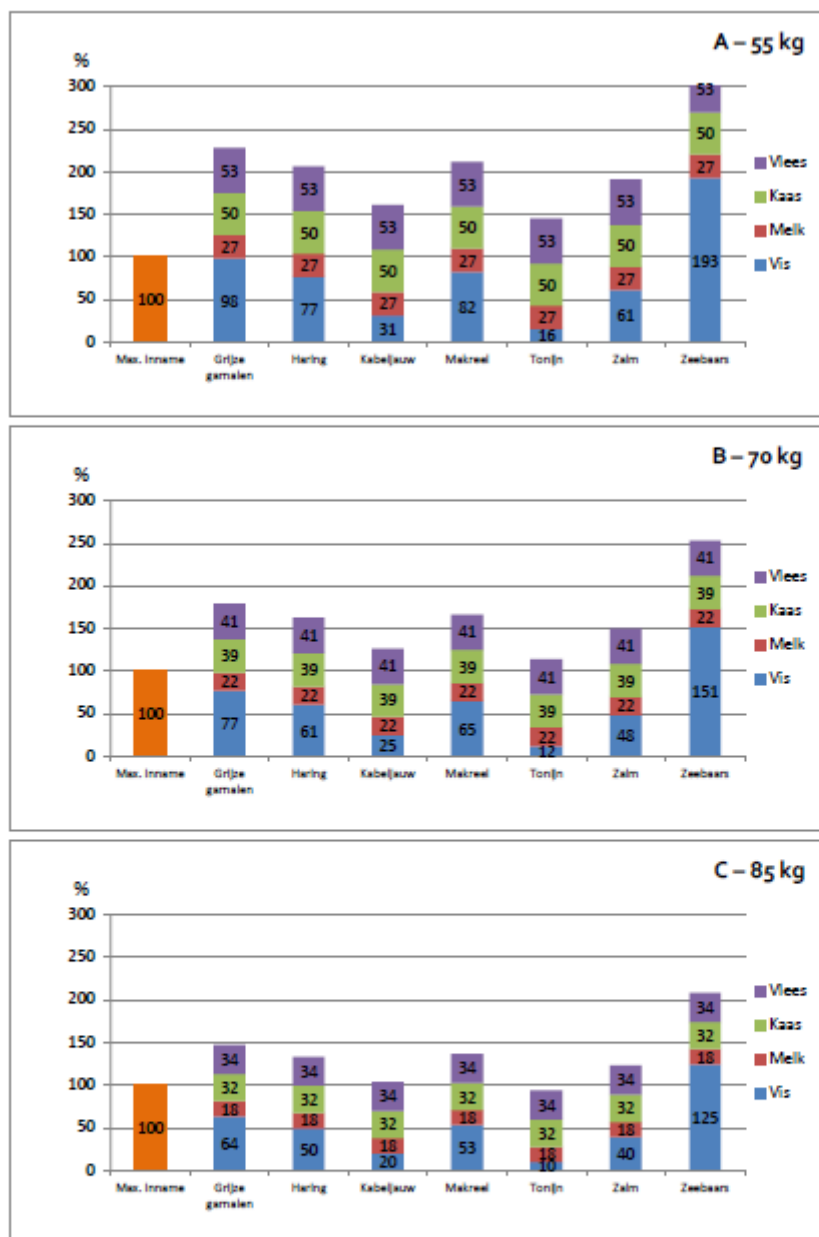 A – 55 kg
%
300
250
200
150
100
50
0
100
98
27
50
53
77
27
50
53
31
27
50
53
82
27
50
53
16
27
50
53
61
27
50
53
193
27
50
53
Max. inname
Grijze garnalen
Haring
Kabeljauw
Makreel
Tonijn
Zalm
Zeebaars
Vlees
Kaas
Melk
Vis
B – 70 kg
%
300
250
200
150
100
50
0
100
77
22
39
41
61
22
39
41
25
22
39
41
65
22
39
41
12
22
39
41
48
22
39
41
151
22
39
41
Max. inname
Grijze garnalen
Haring
Kabeljauw
Makreel
Tonijn
Zalm
Zeebaars
Vlees
Kaas
Melk
Vis
C – 85 kg
%
300
250
200
150
100
50
0
100
64
18
32
34
50
18
32
34
20
18
32
34
53
18
32
34
10
18
32
34
40
18
32
34
125
18
32
34
Max. inname
Grijze garnalen
Haring
Kabeljauw
Makreel
Tonijn
Zalm
Zeebaars
Vlees
Kaas
Melk
Vis